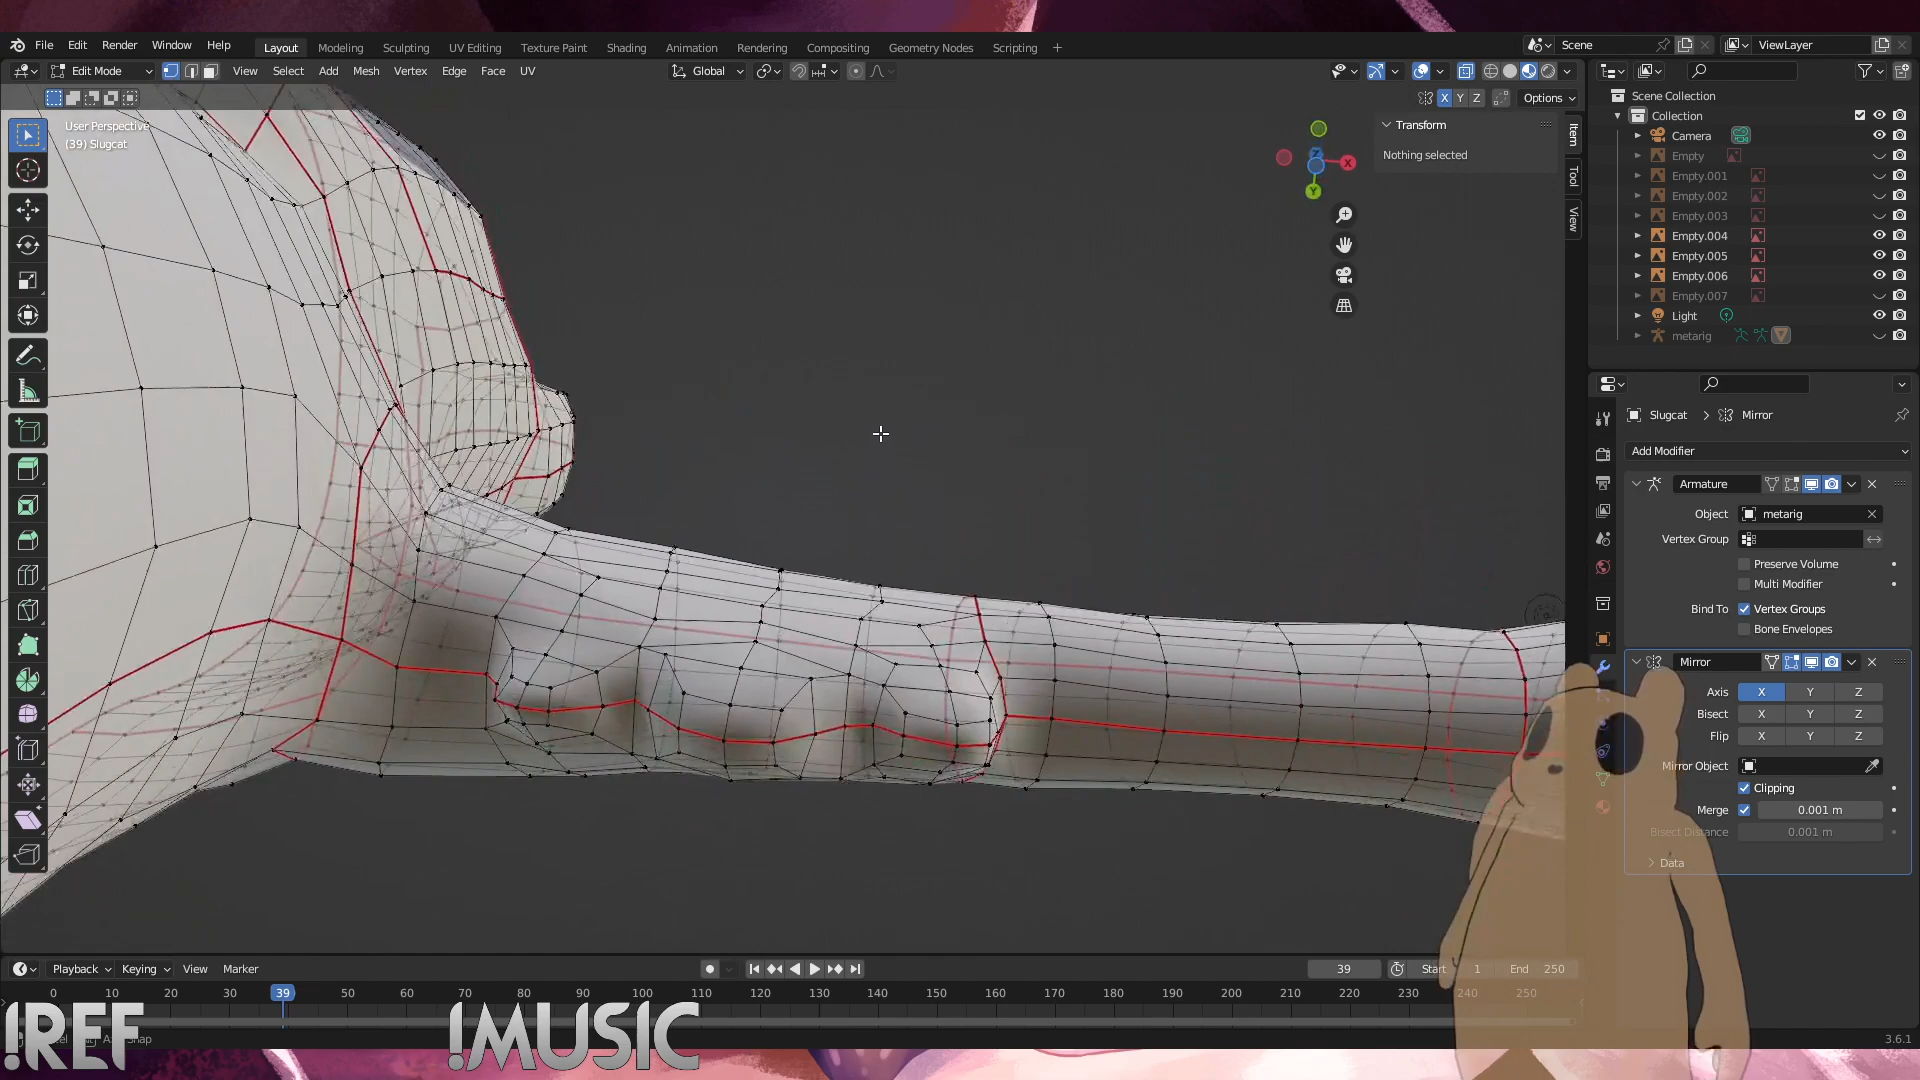 File Edit Render Window Help Layout Modeling Sculpting UV Editing Texture Paint Shading Animation Rendering Compositing Geometry Nodes Scripting + Scene ViewLayer
Edit Mode View Select Add Mesh Vertex Edge Face UV Global
X Y Z Options
User Perspective
(39) Slugcat
Transform
Nothing selected
Item
Tool
View
X
Y
Z
Scene Collection
Collection
Camera
Empty
Empty.001
Empty.002
Empty.003
Empty.004
Empty.005
Empty.006
Empty.007
Light
metarig
Slugcat > Mirror
Add Modifier
Armature
Object metarig
Vertex Group
Preserve Volume
Multi Modifier
Bind To Vertex Groups
Bone Envelopes
Mirror
Axis X Y Z
Bisect X Y Z
Flip X Y Z
Mirror Object
Clipping
Merge 0.001 m
Bisect Distance 0.001 m
Data
Playback Keying View Marker 39 Start 1 End 250
0 10 20 30 39 50 60 70 80 90 100 110 120 130 140 150 160 170 180 190 200 210 220 230 240 250
Snap
3.6.1
!REF
!MUSIC